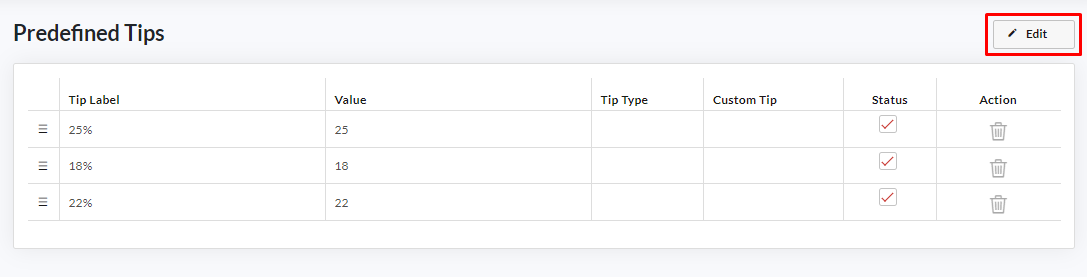 Predefined Tips
Edit
Tip Label Value Tip Type Custom Tip Status Action
25% 25
18% 18
22% 22